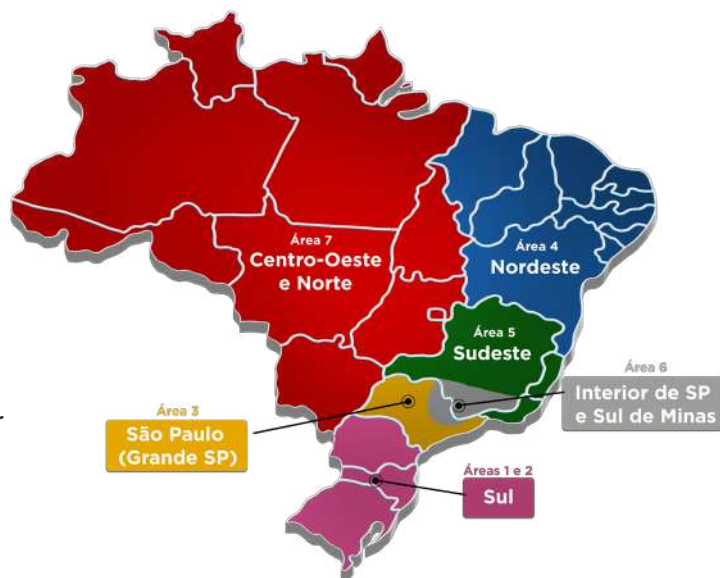 Área 7
Centro-Oeste
e Norte
Área 4
Nordeste
Área 5
Sudeste
Área 6
Interior de SP
e Sul de Minas
Área 3
São Paulo
(Grande SP)
Áreas 1 e 2
Sul